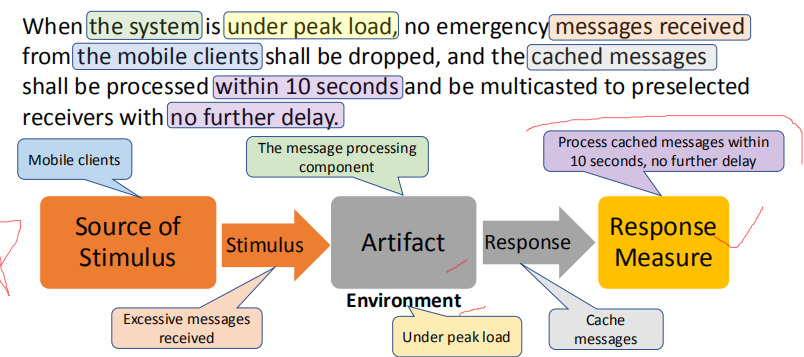 When the system is under peak load, no emergency messages received
from the mobile clients shall be dropped, and the cached messages
shall be processed within 10 seconds and be multicasted to preselected
receivers with no further delay.
Mobile clients
The message processing
component
Process cached messages within
10 seconds, no further delay
Source of
Stimulus
Stimulus
Artifact
Response
Response
Measure
Environment
Excessive messages
received
Under peak load
Cache
messages